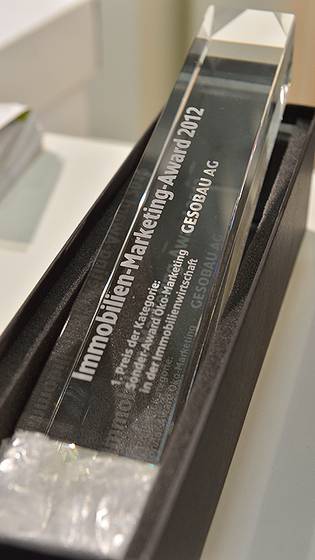 Immobilien-Marketing-Award 2012
1. Preis der Kategorie:
Sonder-Award Öko-Marketing
in der Immobilienwirtschaft
GESOBAU AG